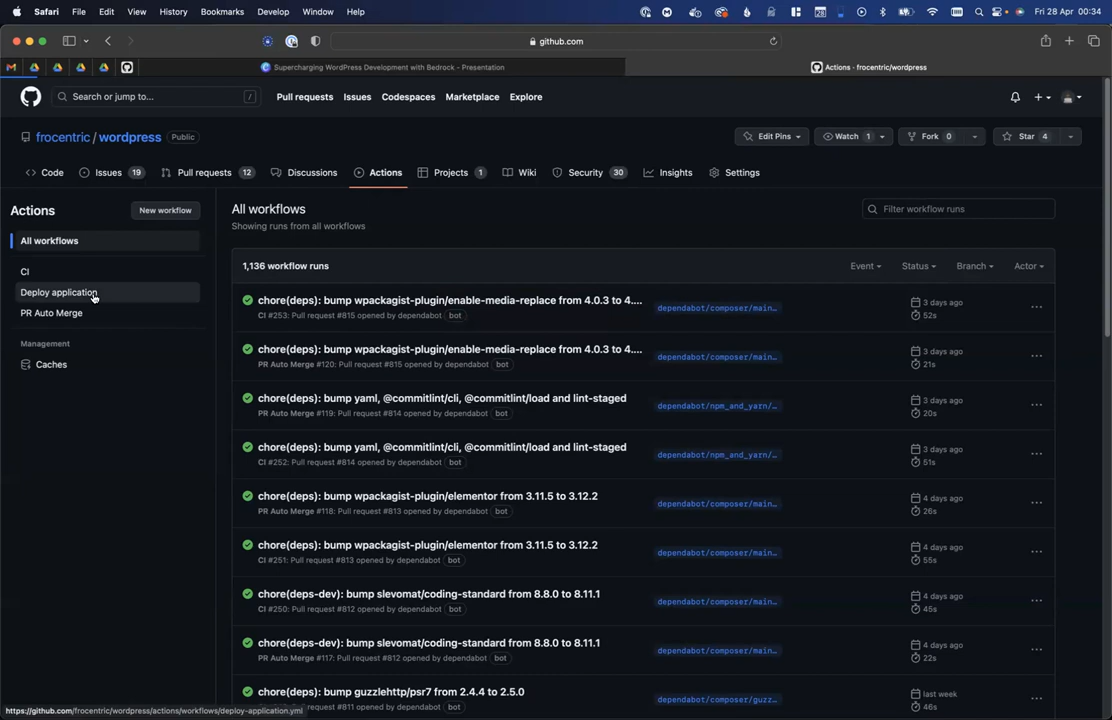 Safari File Edit View History Bookmarks Develop Window Help 28 Fri 28 Apr 00:34
github.com
Supercharging WordPress Development with Bedrock - Presentation Actions · frocentric/wordpress
Search or jump to... / Pull requests Issues Codespaces Marketplace Explore
frocentric / wordpress Public Edit Pins Watch 1 Fork 0 Star 4
Code Issues 19 Pull requests 12 Discussions Actions Projects 1 Wiki Security 30 Insights Settings
Actions New workflow
All workflows
CI
Deploy application
PR Auto Merge
Management
Caches
All workflows
Showing runs from all workflows
Filter workflow runs
1,136 workflow runs Event Status Branch Actor
chore(deps): bump wpackagist-plugin/enable-media-replace from 4.0.3 to 4....
CI #253: Pull request #815 opened by dependabot bot
dependabot/composer/main...
3 days ago
52s
chore(deps): bump wpackagist-plugin/enable-media-replace from 4.0.3 to 4....
PR Auto Merge #120: Pull request #815 opened by dependabot bot
dependabot/composer/main...
3 days ago
21s
chore(deps): bump yaml, @commitlint/cli, @commitlint/load and lint-staged
PR Auto Merge #119: Pull request #814 opened by dependabot bot
dependabot/npm_and_yarn/...
3 days ago
20s
chore(deps): bump yaml, @commitlint/cli, @commitlint/load and lint-staged
CI #252: Pull request #814 opened by dependabot bot
dependabot/npm_and_yarn/...
3 days ago
51s
chore(deps): bump wpackagist-plugin/elementor from 3.11.5 to 3.12.2
PR Auto Merge #118: Pull request #813 opened by dependabot bot
dependabot/composer/main...
4 days ago
26s
chore(deps): bump wpackagist-plugin/elementor from 3.11.5 to 3.12.2
CI #251: Pull request #813 opened by dependabot bot
dependabot/composer/main...
4 days ago
55s
chore(deps-dev): bump slevomat/coding-standard from 8.8.0 to 8.11.1
CI #250: Pull request #812 opened by dependabot bot
dependabot/composer/main...
4 days ago
45s
chore(deps-dev): bump slevomat/coding-standard from 8.8.0 to 8.11.1
PR Auto Merge #117: Pull request #812 opened by dependabot bot
dependabot/composer/main...
4 days ago
22s
chore(deps): bump guzzlehttp/psr7 from 2.4.4 to 2.5.0
#811 opened by dependabot bot
dependabot/composer/guzz...
last week
46s
https://github.com/frocentric/wordpress/actions/workflows/deploy-application.yml